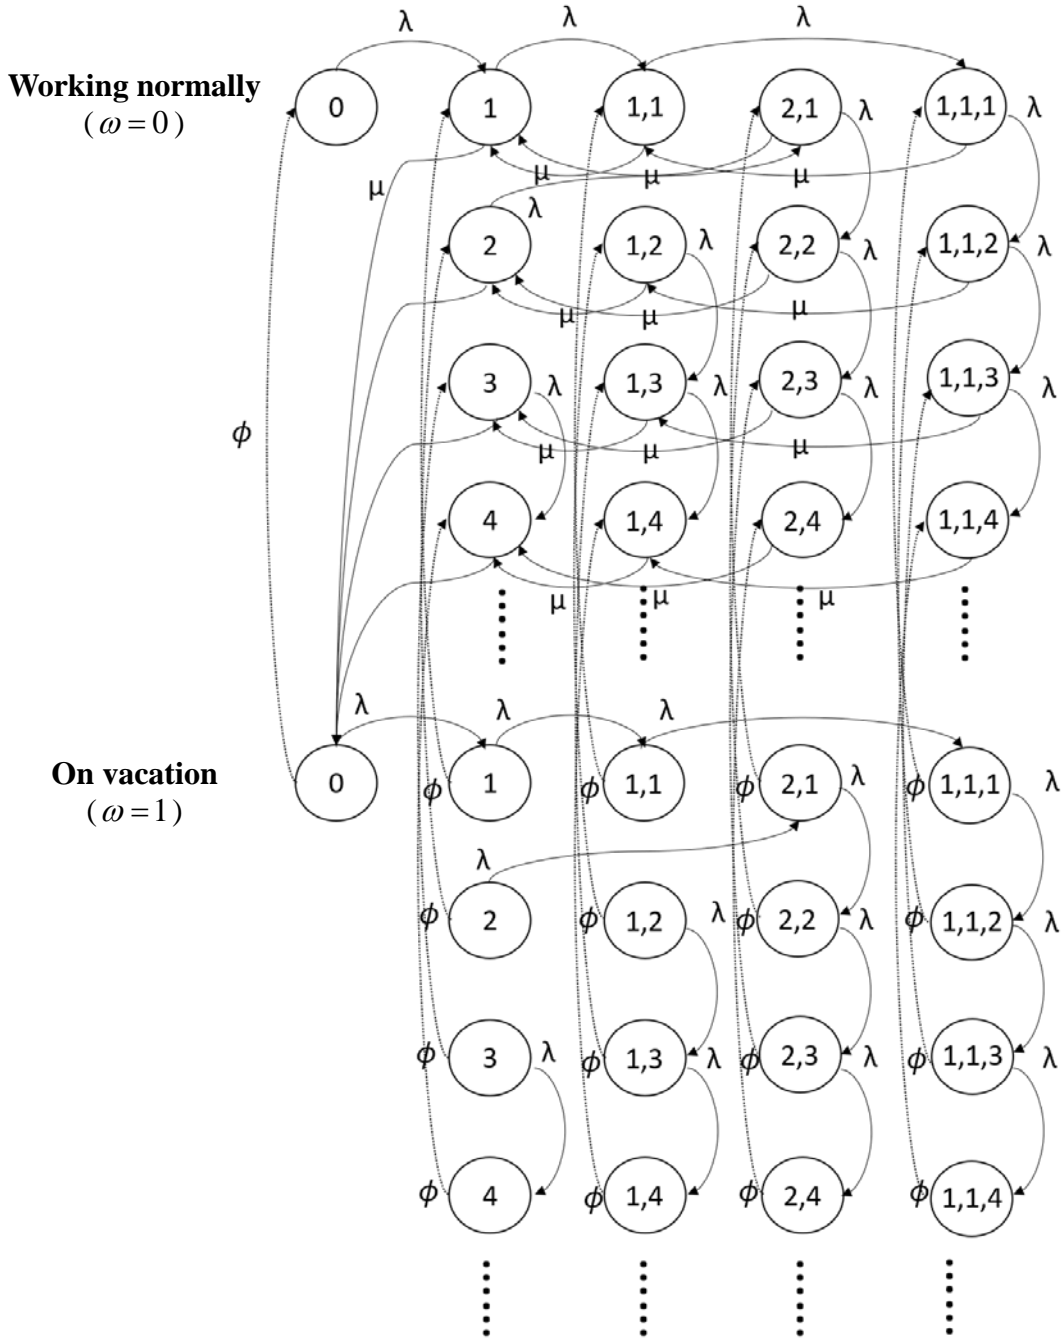 λ λ λ
Working normally
( ω = 0 )
0 1 1,1 2,1 1,1,1
λ λ
μ μ μ μ
λ
2 1,2 2,2 1,1,2
λ λ λ
μ μ μ
3 1,3 2,3 1,1,3
λ λ λ λ
ϕ
μ μ μ
4 1,4 2,4 1,1,4
μ μ μ
λ λ λ
On vacation
( ω = 1 )
0 1 1,1 2,1 1,1,1
ϕ ϕ ϕ λ ϕ λ
λ
2 1,2 2,2 1,1,2
ϕ ϕ λ ϕ λ ϕ λ
3 1,3 2,3 1,1,3
ϕ λ ϕ λ ϕ λ ϕ λ
4 1,4 2,4 1,1,4
ϕ ϕ ϕ ϕ